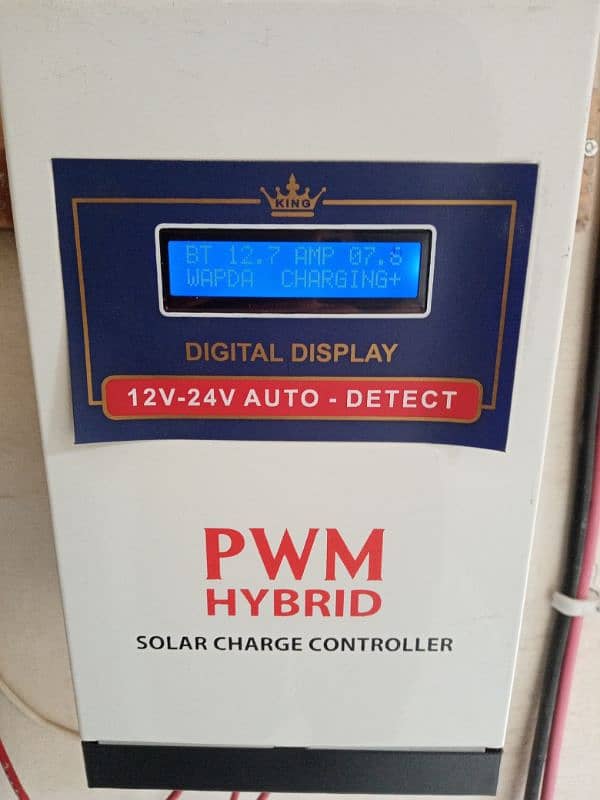 KING
BT 12.7 AMP 07.8
WAPDA CHARGING+
DIGITAL DISPLAY
12V-24V AUTO - DETECT
PWM
HYBRID
SOLAR CHARGE CONTROLLER